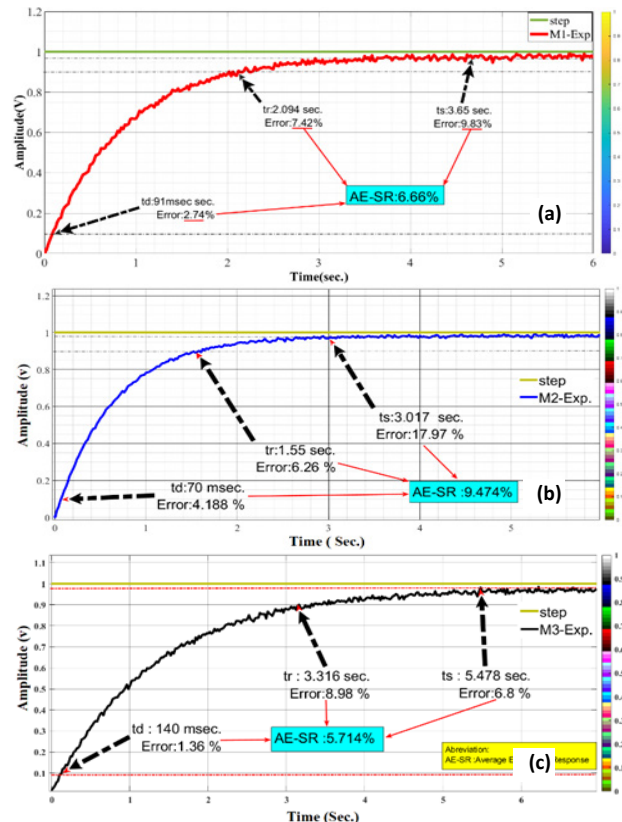 1.2
1
0.8
0.6
0.4
0.2
0
Amplitude(V)
step
M1-Exp.
tr:2.094 sec.
Error:7.42%
ts:3.65 sec.
Error:9.83%
td:91msec sec.
Error:2.74%
AE-SR:6.66%
(a)
0 1 2 3 4 5 6
Time(sec.)
1.2
1
0.8
0.6
0.4
0.2
0
Amplitude (v)
step
M2-Exp.
ts:3.017 sec.
Error:17.97 %
tr:1.55 sec.
Error:6.26 %
td:70 msec.
Error:4.188 %
AE-SR :9.474%
(b)
0 1 2 3 4 5
Time ( Sec.)
1.1
1
0.9
0.8
0.7
0.6
0.5
0.4
0.3
0.2
0.1
Amplitude (v)
step
M3-Exp.
tr : 3.316 sec.
Error:8.98 %
ts : 5.478 sec.
Error:6.8 %
td : 140 msec.
Error:1.36 %
AE-SR :5.714%
(c)
Abreviation:
AE-SR :Average
0 1 2 3 4 5 6
Time (Sec.)